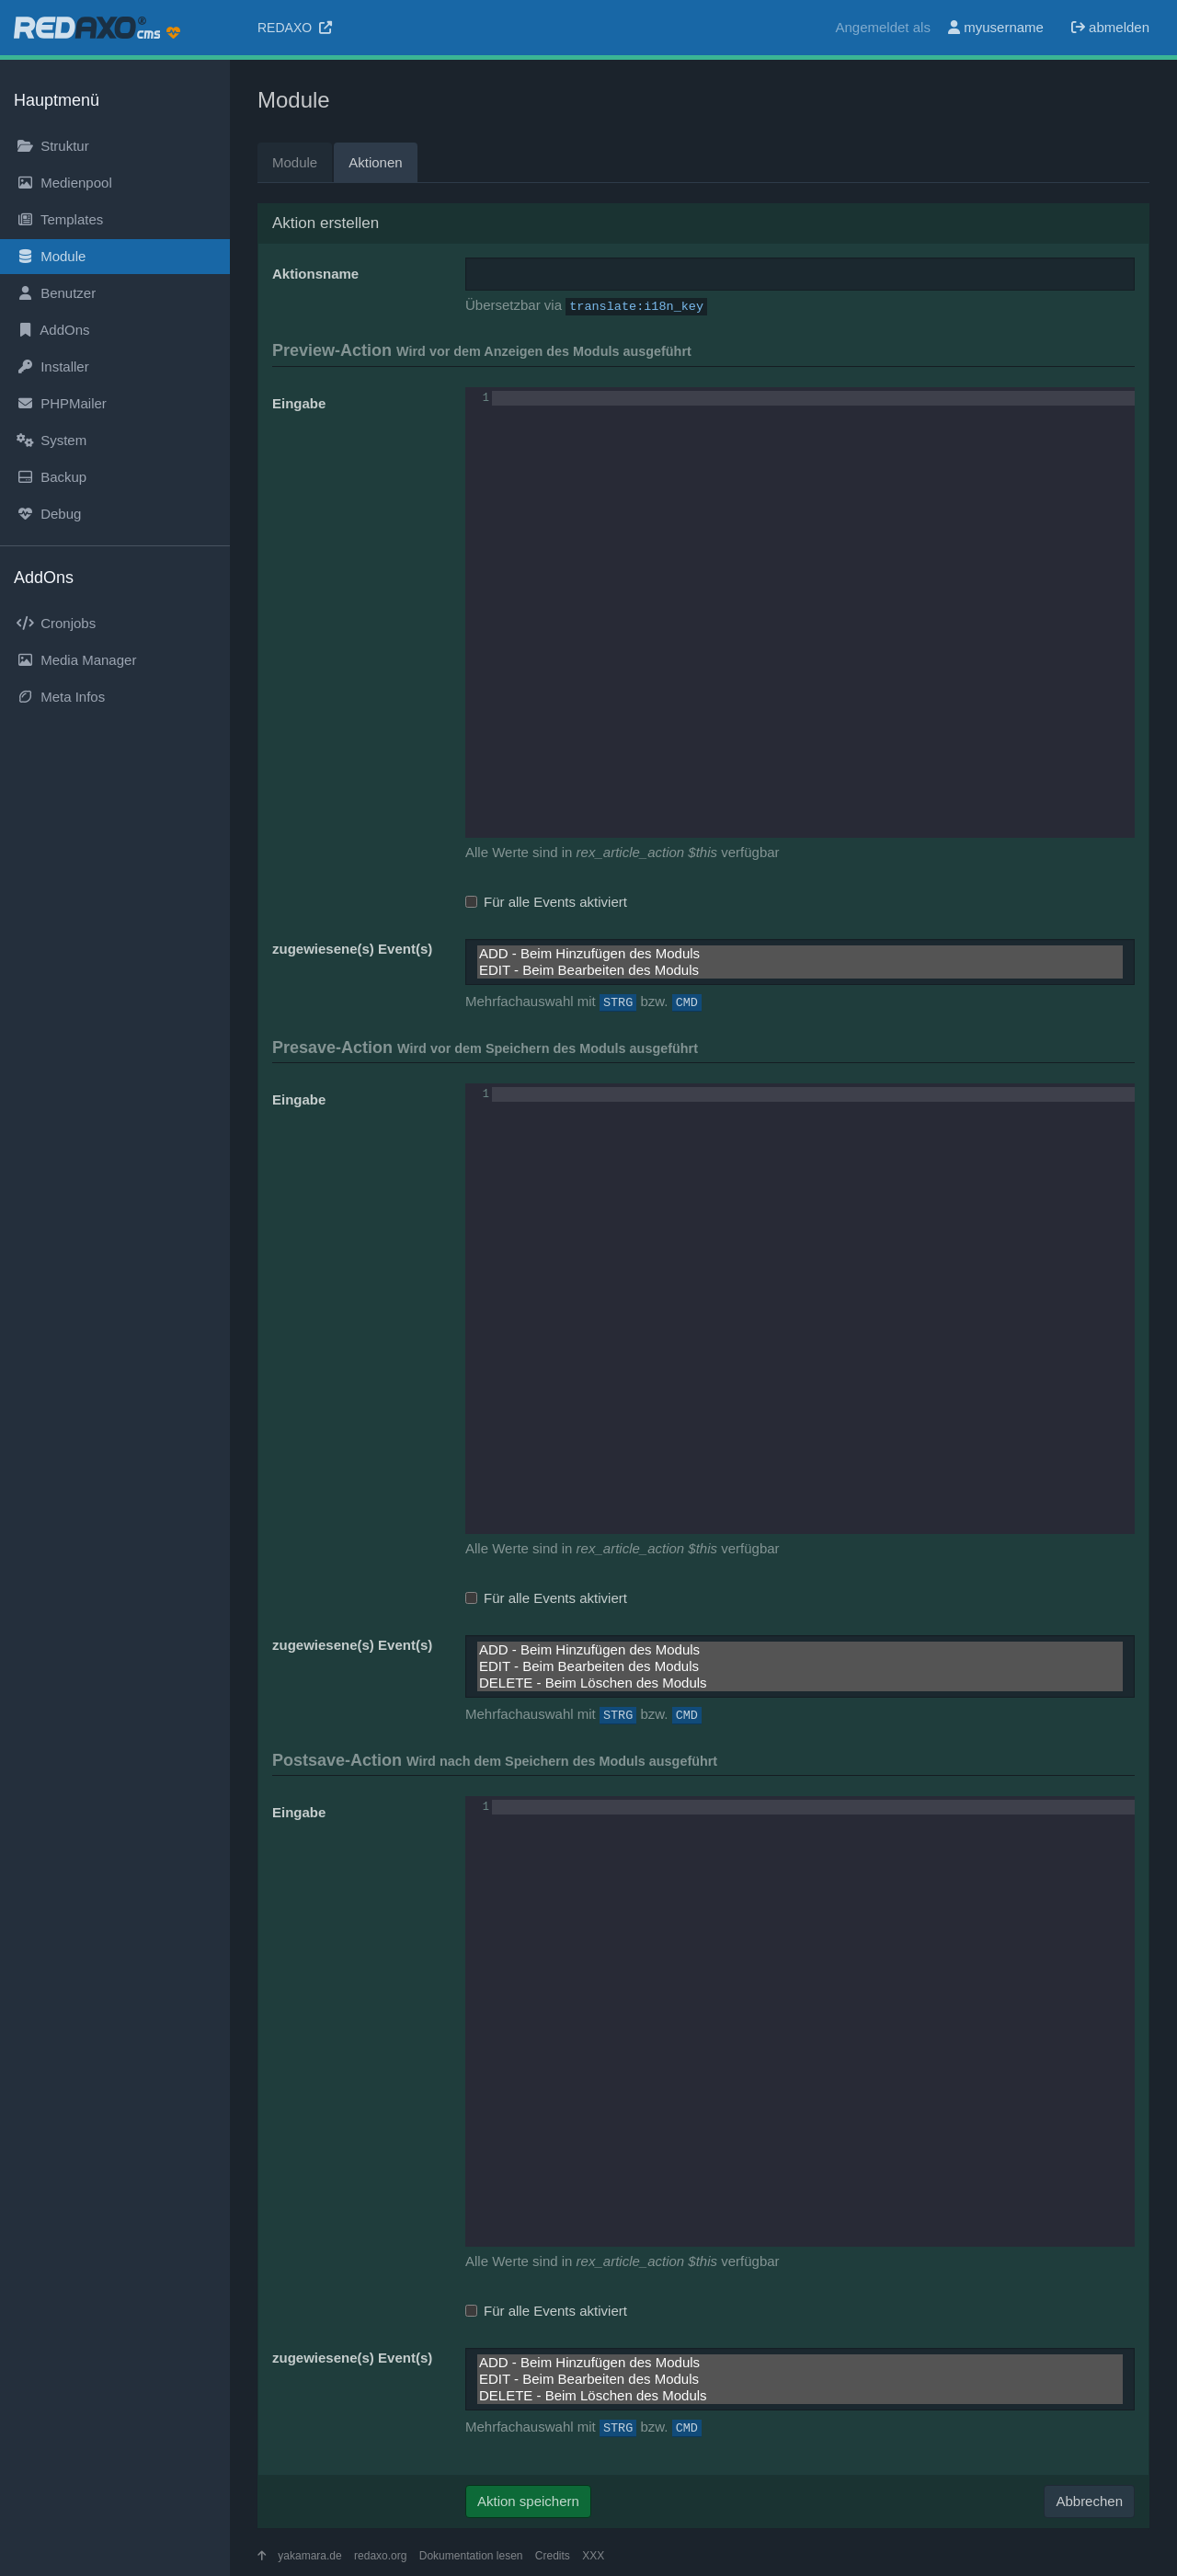 REDAXO® cms
REDAXO
Angemeldet als myusername abmelden
Hauptmenü
Struktur
Medienpool
Templates
Module
Benutzer
AddOns
Installer
PHPMailer
System
Backup
Debug
AddOns
Cronjobs
Media Manager
Meta Infos
Module
Module Aktionen
Aktion erstellen
Aktionsname
Übersetzbar via translate:i18n_key
Preview-Action Wird vor dem Anzeigen des Moduls ausgeführt
Eingabe
1
Alle Werte sind in rex_article_action $this verfügbar
Für alle Events aktiviert
zugewiesene(s) Event(s)
ADD - Beim Hinzufügen des Moduls
EDIT - Beim Bearbeiten des Moduls
Mehrfachauswahl mit STRG bzw. CMD
Presave-Action Wird vor dem Speichern des Moduls ausgeführt
Eingabe
1
Alle Werte sind in rex_article_action $this verfügbar
Für alle Events aktiviert
zugewiesene(s) Event(s)
ADD - Beim Hinzufügen des Moduls
EDIT - Beim Bearbeiten des Moduls
DELETE - Beim Löschen des Moduls
Mehrfachauswahl mit STRG bzw. CMD
Postsave-Action Wird nach dem Speichern des Moduls ausgeführt
Eingabe
1
Alle Werte sind in rex_article_action $this verfügbar
Für alle Events aktiviert
zugewiesene(s) Event(s)
ADD - Beim Hinzufügen des Moduls
EDIT - Beim Bearbeiten des Moduls
DELETE - Beim Löschen des Moduls
Mehrfachauswahl mit STRG bzw. CMD
Aktion speichern Abbrechen
yakamara.de redaxo.org Dokumentation lesen Credits XXX